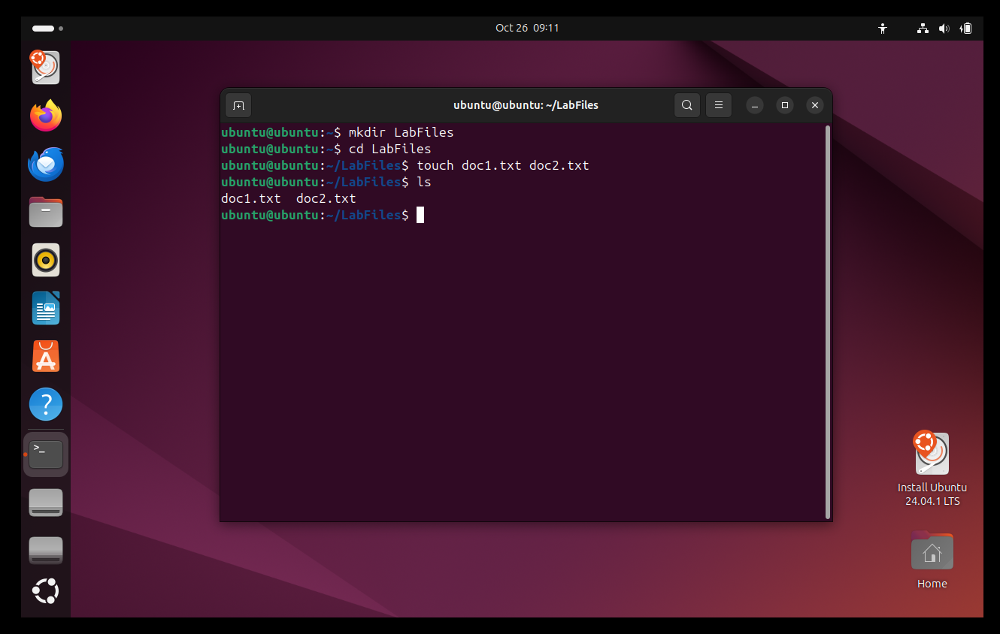 Oct 26 09:11
ubuntu@ubuntu: ~/LabFiles
ubuntu@ubuntu:~$ mkdir LabFiles
ubuntu@ubuntu:~$ cd LabFiles
ubuntu@ubuntu:~/LabFiles$ touch doc1.txt doc2.txt
ubuntu@ubuntu:~/LabFiles$ ls
doc1.txt  doc2.txt
ubuntu@ubuntu:~/LabFiles$
?
>_
Install Ubuntu
24.04.1 LTS
Home